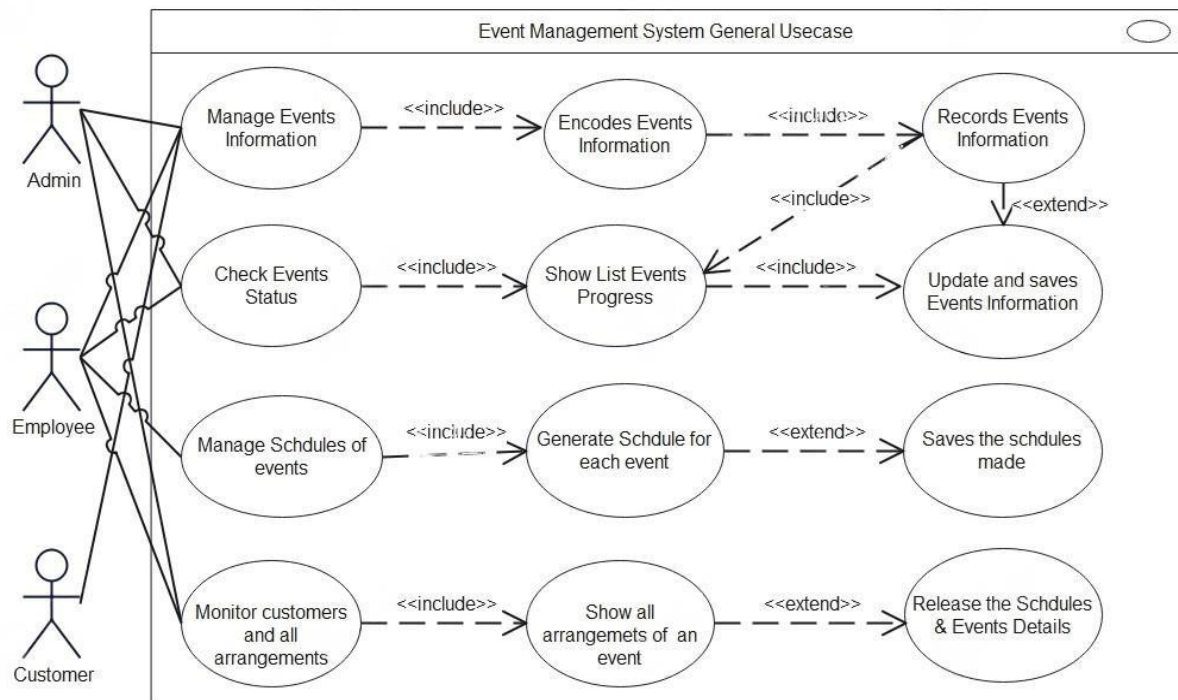 Event Management System General Usecase
Admin
Manage Events
Information
<<include>>
Encodes Events
Information
<<include>>
Records Events
Information
<<include>>
<<extend>>
Check Events
Status
<<include>>
Show List Events
Progress
<<include>>
Update and saves
Events Information
Employee
Manage Schdules of
events
<<include>>
Generate Schdule for
each event
<<extend>>
Saves the schdules
made
Customer
Monitor customers
and all
arrangements
<<include>>
Show all
arrangemets of an
event
<<extend>>
Release the Schdules
& Events Details